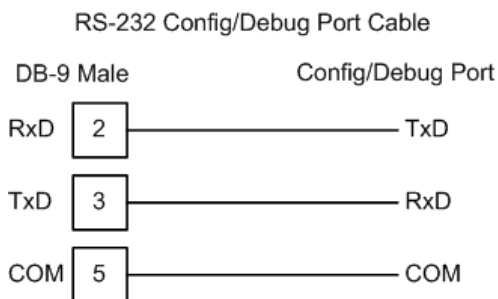 RS-232 Config/Debug Port Cable
DB-9 Male Config/Debug Port
RxD 2 TxD
TxD 3 RxD
COM 5 COM